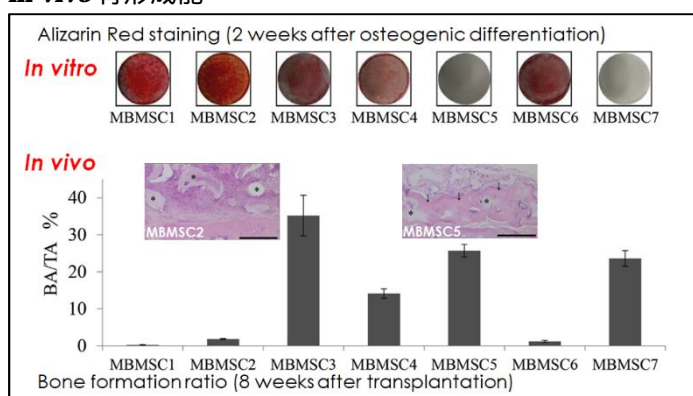 Alizarin Red staining (2 weeks after osteogenic differentiation)
In vitro
MBMSC1 MBMSC2 MBMSC3 MBMSC4 MBMSC5 MBMSC6 MBMSC7
In vivo
BA/TA %
40
30
20
10
0
MBMSC2
MBMSC5
MBMSC1 MBMSC2 MBMSC3 MBMSC4 MBMSC5 MBMSC6 MBMSC7
Bone formation ratio (8 weeks after transplantation)